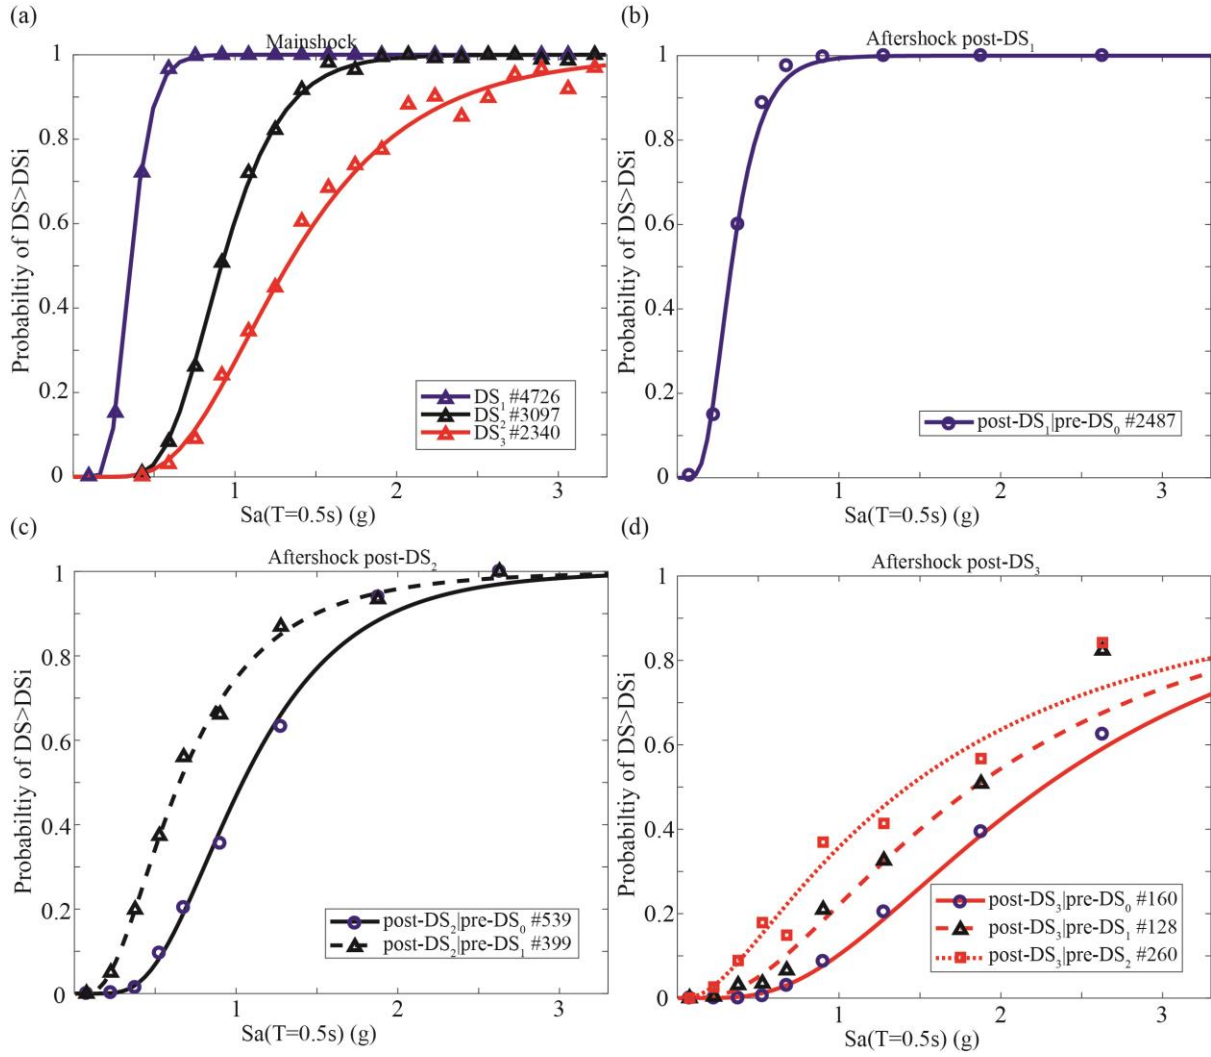 (a)
Mainshock
Probabiltiy of DS>DSi
1
0.8
0.6
0.4
0.2
0
1
2
3
Sa(T=0.5s) (g)
DS₁ #4726
DS₂ #3097
DS₃ #2340
(b)
Aftershock post-DS₁
Probabiltiy of DS>DSi
1
0.8
0.6
0.4
0.2
0
1
2
3
Sa(T=0.5s) (g)
post-DS₁|pre-DS₀ #2487
(c)
Aftershock post-DS₂
Probabiltiy of DS>DSi
1
0.8
0.6
0.4
0.2
0
1
2
3
Sa(T=0.5s) (g)
post-DS₂|pre-DS₀ #539
post-DS₂|pre-DS₁ #399
(d)
Aftershock post-DS₃
Probabiltiy of DS>DSi
1
0.8
0.6
0.4
0.2
0
1
2
3
Sa(T=0.5s) (g)
post-DS₃|pre-DS₀ #160
post-DS₃|pre-DS₁ #128
post-DS₃|pre-DS₂ #260